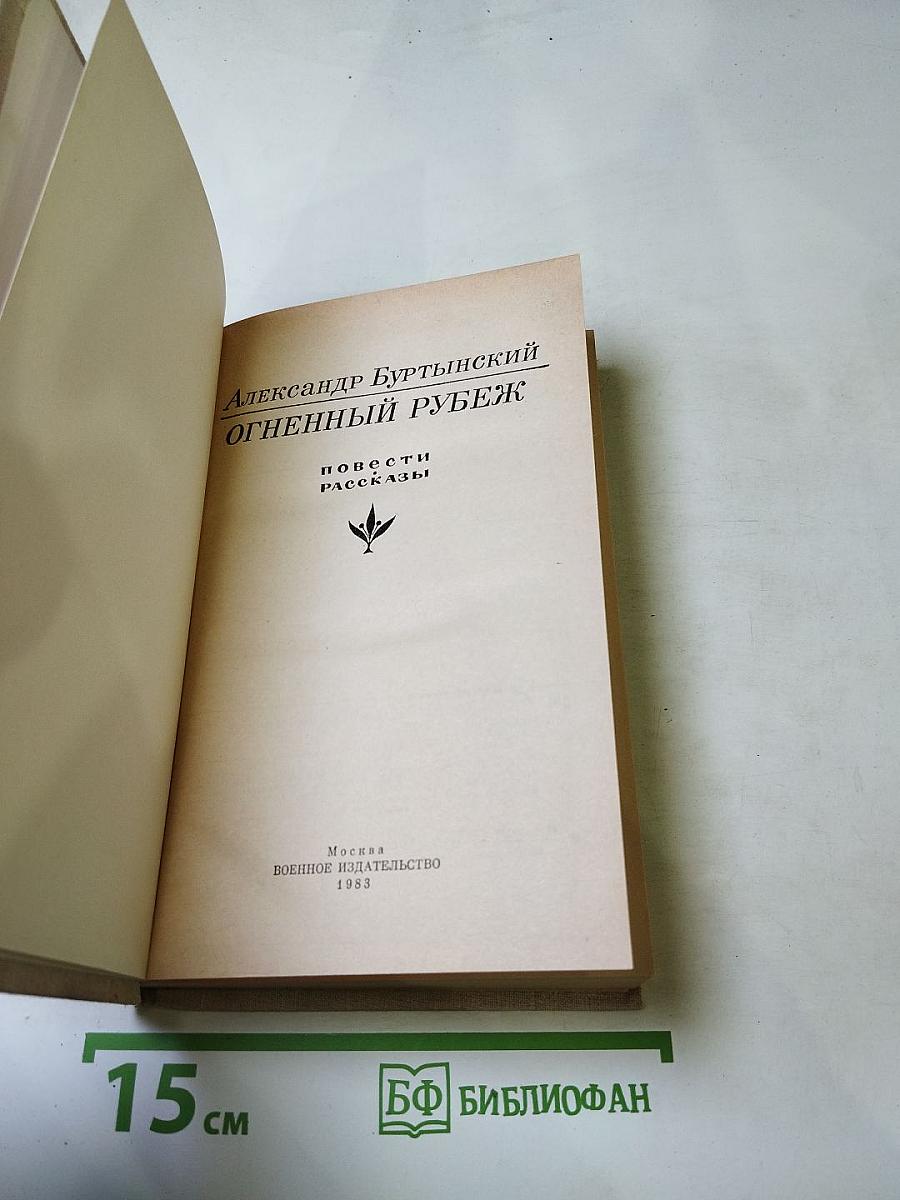 Александр Буртынский
ОГНЕННЫЙ РУБЕЖ
ПОВЕСТИ
РАССКАЗЫ
Москва
ВОЕННОЕ ИЗДАТЕЛЬСТВО
1983
15 см
БФ БИБЛИОФАН